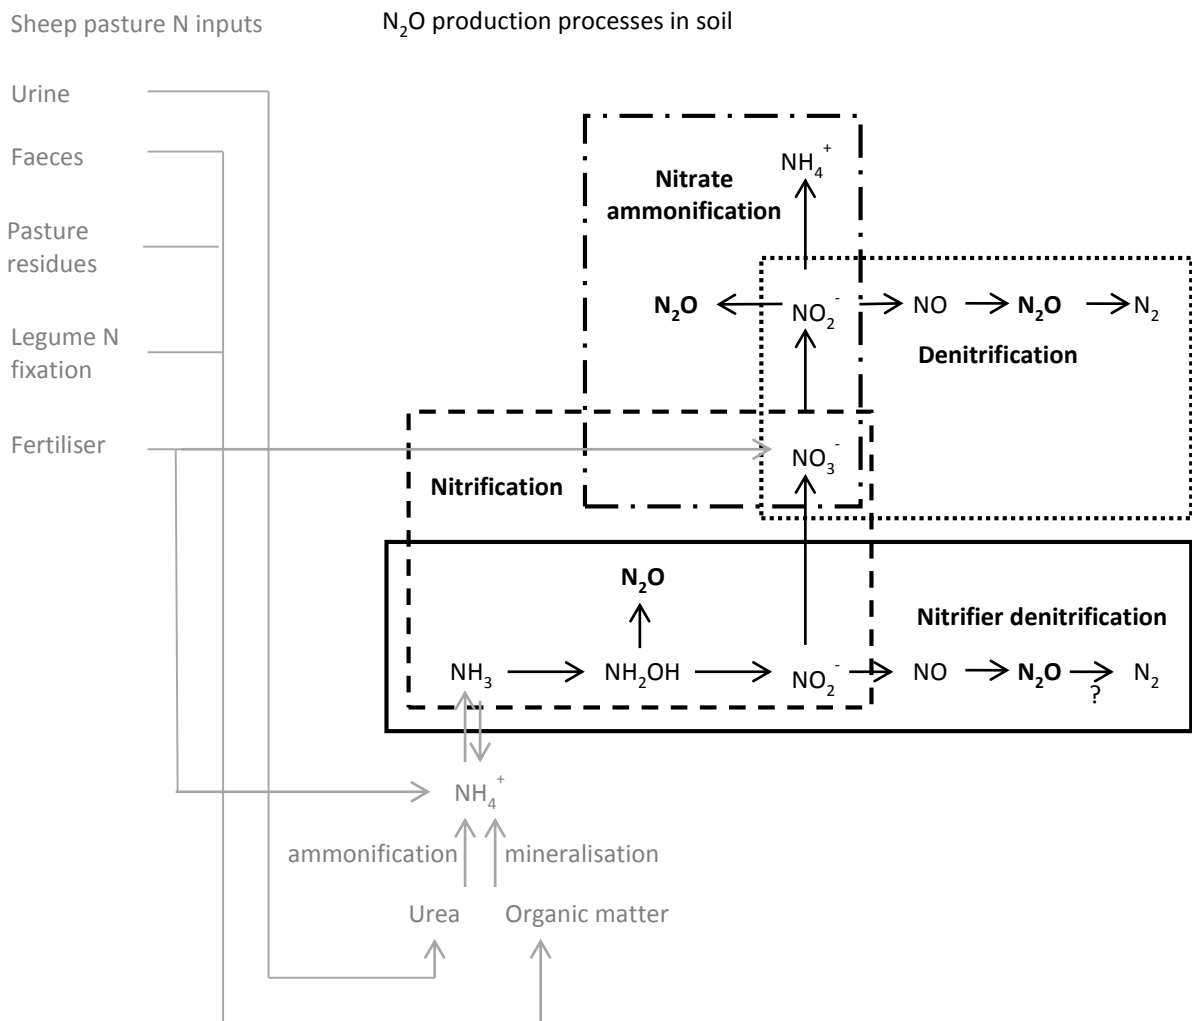 Sheep pasture N inputs
N₂O production processes in soil
Urine
Faeces
Pasture
residues
Legume N
fixation
Fertiliser
NH₄⁺
Nitrate
ammonification
N₂O
NO₂⁻
NO
N₂O
N₂
Denitrification
NO₃⁻
Nitrification
N₂O
Nitrifier denitrification
NH₃
NH₂OH
NO₂⁻
NO
N₂O
?
N₂
NH₄⁺
ammonification
mineralisation
Urea
Organic matter